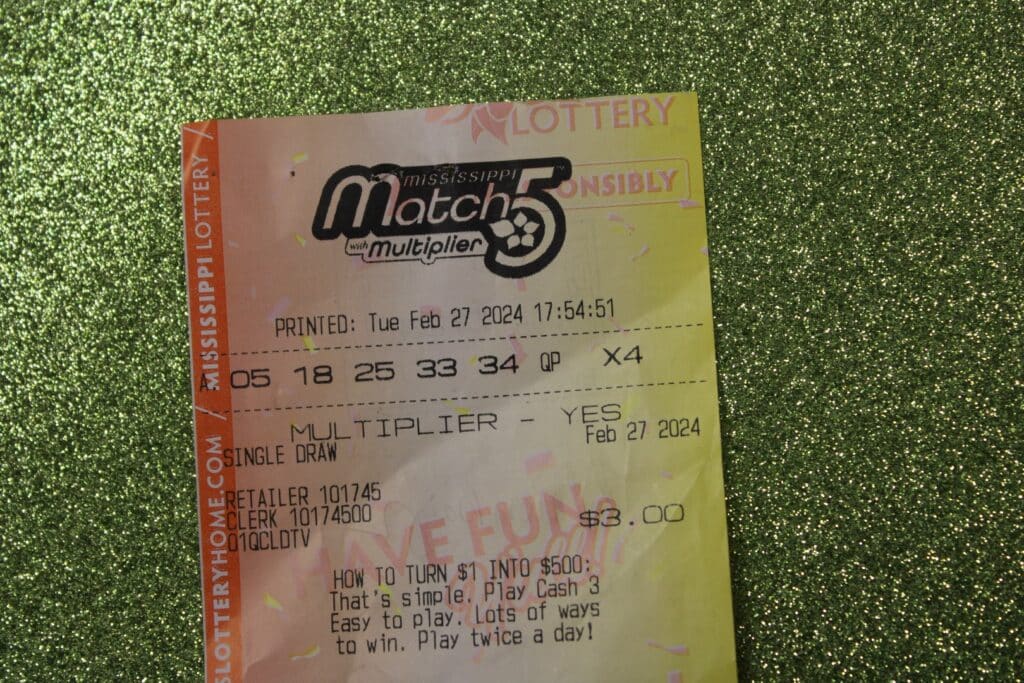 LOTTERY
ONSIBLY
MISSISSIPPI
Match 5
with multiplier
PRINTED: Tue Feb 27 2024 17:54:51
A 05 18 25 33 34 QP X4
MULTIPLIER - YES
SINGLE DRAW Feb 27 2024
RETAILER 101745
CLERK 10174500 $3.00
01QCLDTV
HAVE FUN
HOW TO TURN $1 INTO $500:
That's simple. Play Cash 3
Easy to play. Lots of ways
to win. Play twice a day!
SLOTTERYHOME.COM / MISSISSIPPI LOTTERY /